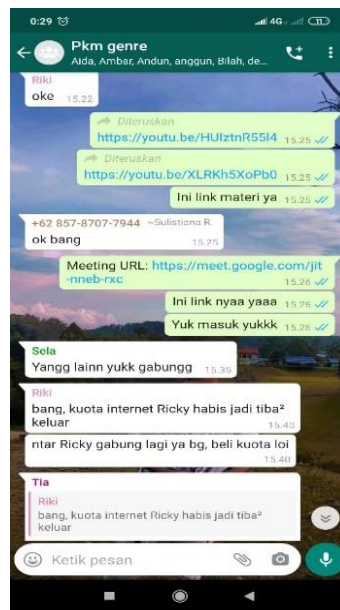 0:29
4G 11
Pkm genre
Aida, Ambar, Andun, anggun, Bilah, de...
Riki
oke 15.22
Diteruskan
https://youtu.be/HUIztnR55l4 15.25
Diteruskan
https://youtu.be/XLRKh5XoPb0 15.25
Ini link materi ya 15.25
+62 857-8707-7944 ~Sulistiona R.
ok bang 15.25
Meeting URL: https://meet.google.com/jit
-nneb-rxc 15.26
Ini link nyaa yaaa 15.26
Yuk masuk yukkk 15.26
Sela
Yangg lainn yukk gabungg 15.35
Riki
bang, kuota internet Ricky habis jadi tiba²
keluar 15.40
ntar Ricky gabung lagi ya bg, beli kuota loi
15.40
Tia
Riki
bang, kuota internet Ricky habis jadi tiba²
keluar
Ketik pesan